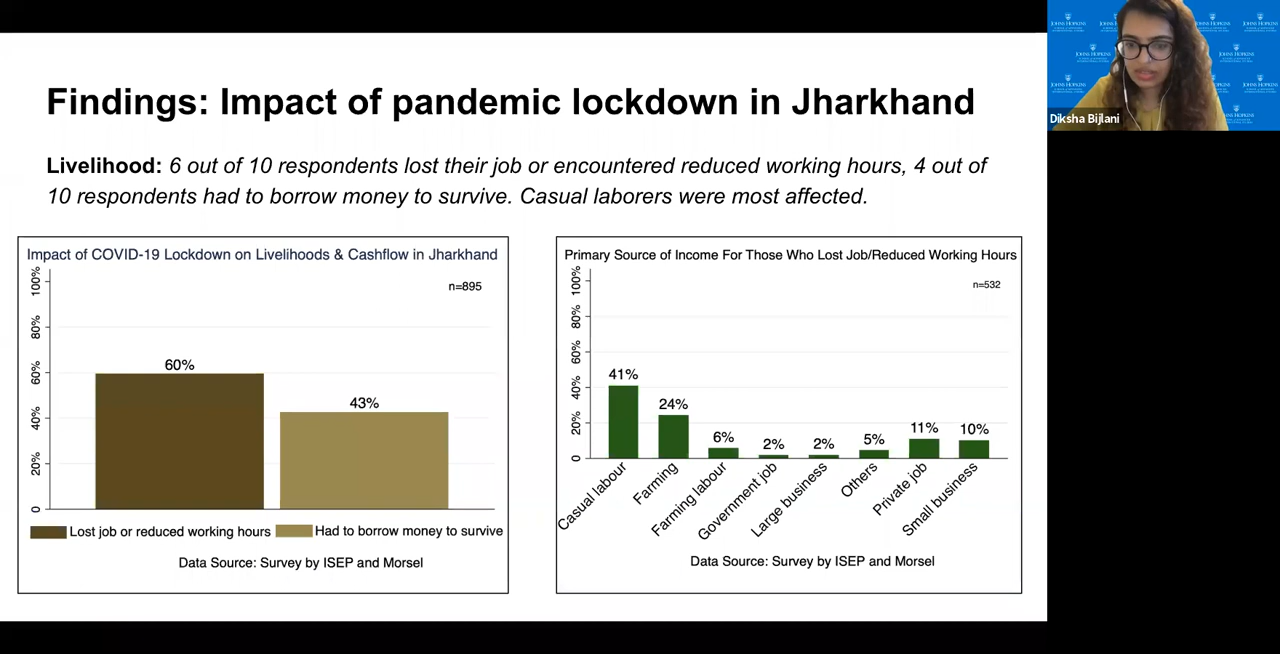 Findings: Impact of pandemic lockdown in Jharkhand
Livelihood: 6 out of 10 respondents lost their job or encountered reduced working hours, 4 out of
10 respondents had to borrow money to survive. Casual laborers were most affected.
Impact of COVID-19 Lockdown on Livelihoods & Cashflow in Jharkhand
n=895
100%
80%
60%
40%
20%
0
60%
43%
Lost job or reduced working hours
Had to borrow money to survive
Data Source: Survey by ISEP and Morsel
Primary Source of Income For Those Who Lost Job/Reduced Working Hours
n=532
100%
80%
60%
40%
20%
0
41%
24%
6%
2%
2%
5%
11%
10%
Casual labour
Farming
Farming labour
Government job
Large business
Others
Private job
Small business
Data Source: Survey by ISEP and Morsel
JOHNS HOPKINS
Diksha Bijlani